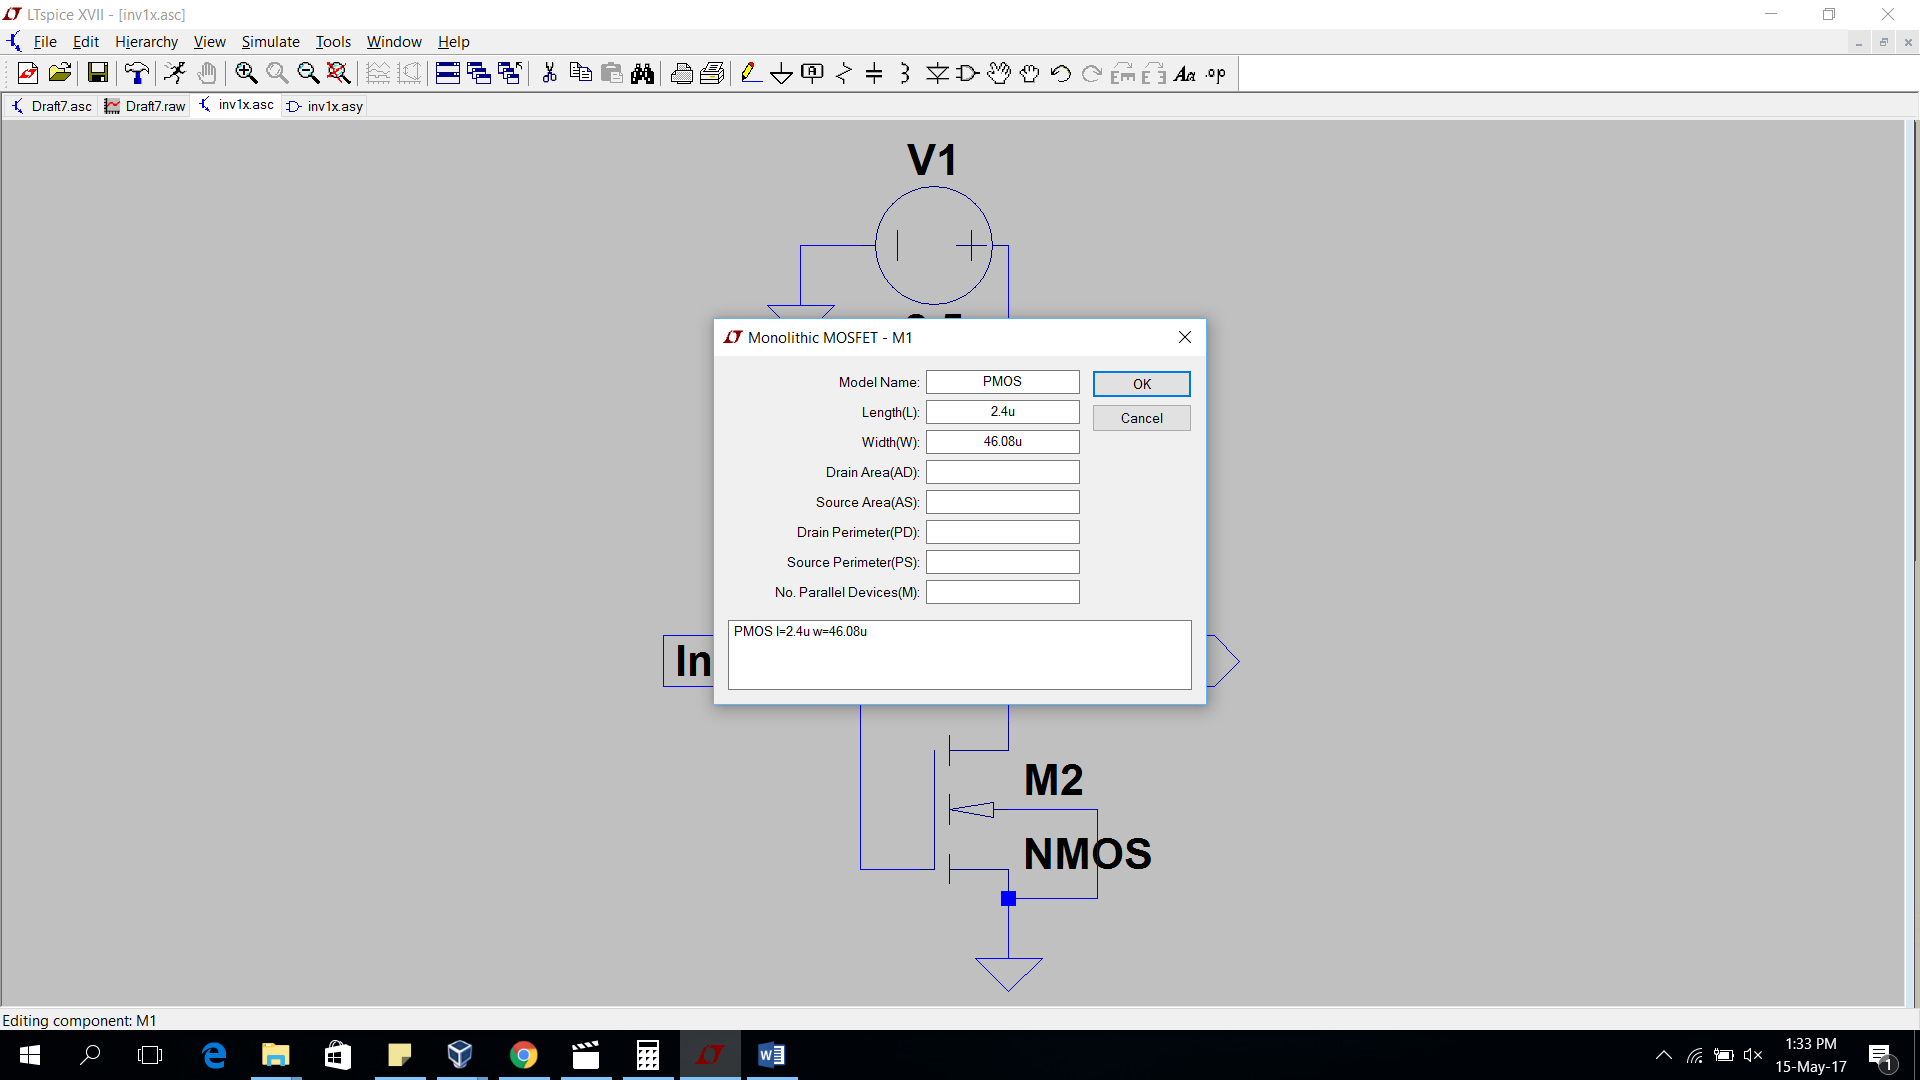 LTspice XVII - [inv1x.asc]
File Edit Hierarchy View Simulate Tools Window Help
Draft7.asc Draft7.raw inv1x.asc inv1x.asy
V1
Monolithic MOSFET - M1
Model Name: PMOS OK
Length(L): 2.4u Cancel
Width(W): 46.08u
Drain Area(AD):
Source Area(AS):
Drain Perimeter(PD):
Source Perimeter(PS):
No. Parallel Devices(M):
PMOS l=2.4u w=46.08u
In
M2
NMOS
Editing component: M1
1:33 PM
15-May-17
1